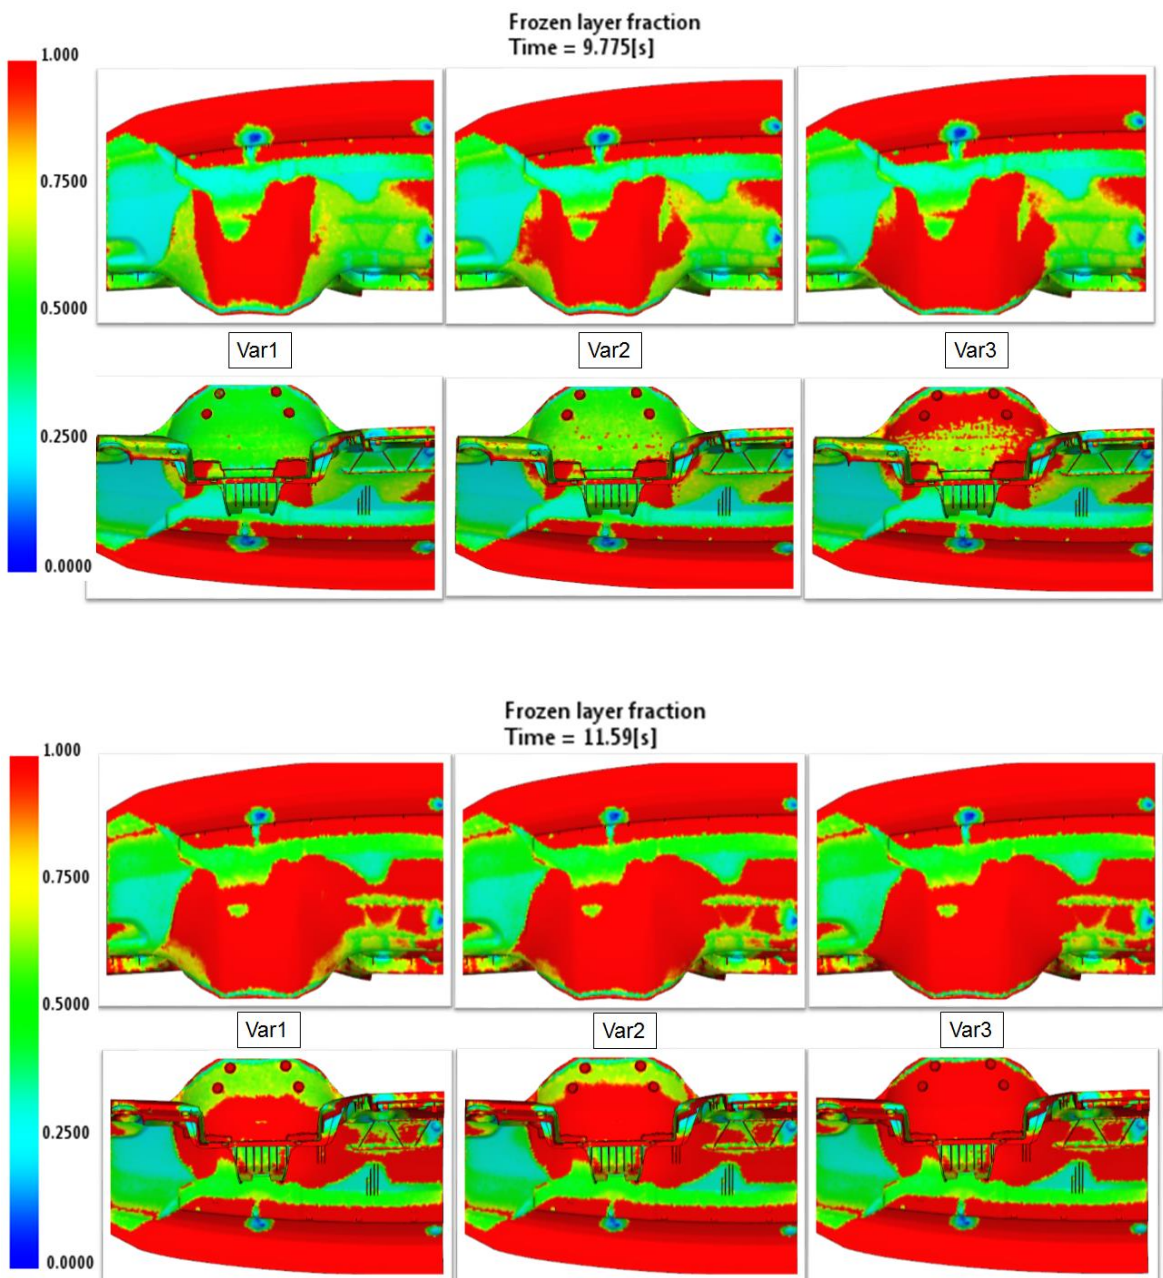 Frozen layer fraction
Time = 9.775[s]
1.000
0.7500
0.5000
0.2500
0.0000
Var1
Var2
Var3
Frozen layer fraction
Time = 11.59[s]
1.000
0.7500
0.5000
0.2500
0.0000
Var1
Var2
Var3